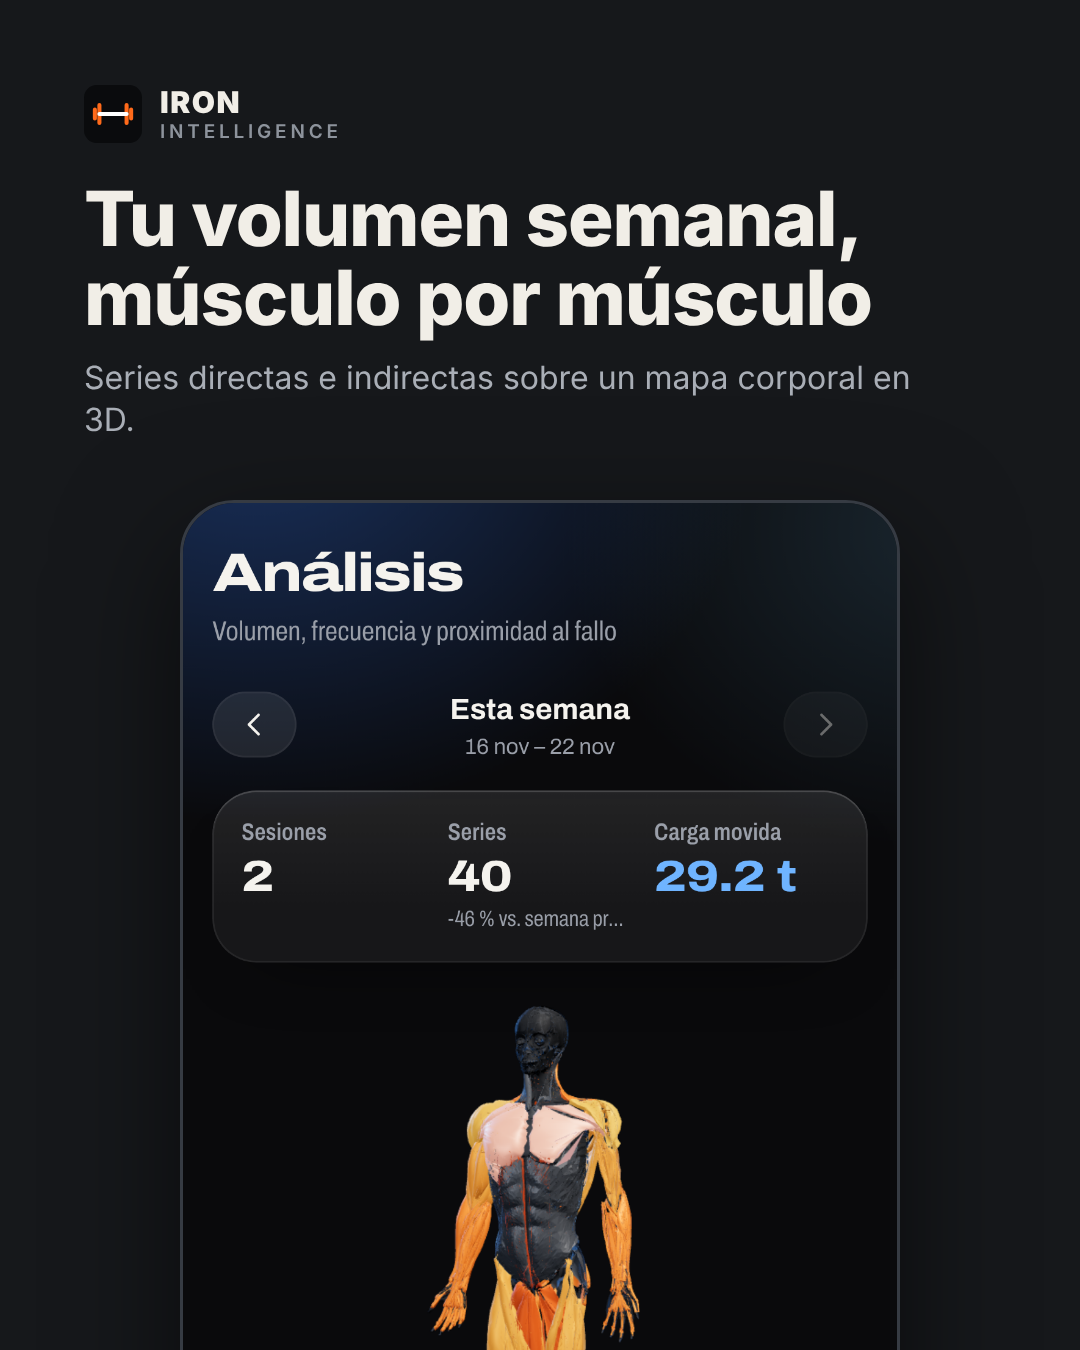 IRON
INTELLIGENCE
Tu volumen semanal,
músculo por músculo
Series directas e indirectas sobre un mapa corporal en
3D.
Análisis
Volumen, frecuencia y proximidad al fallo
Esta semana
16 nov – 22 nov
Sesiones
2
Series
40
-46 % vs. semana pr...
Carga movida
29.2 t